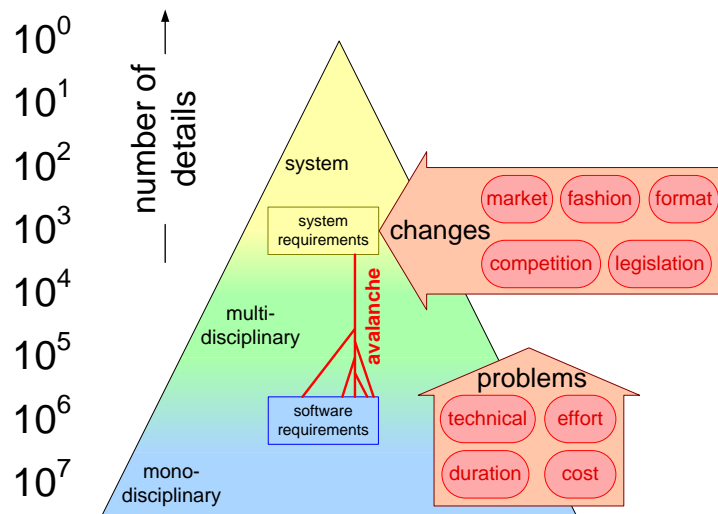 10^0
10^1
10^2
10^3
10^4
10^5
10^6
10^7
number of
details
system
system
requirements
avalanche
multi-
disciplinary
software
requirements
mono-
disciplinary
changes
market
fashion
format
competition
legislation
problems
technical
effort
duration
cost